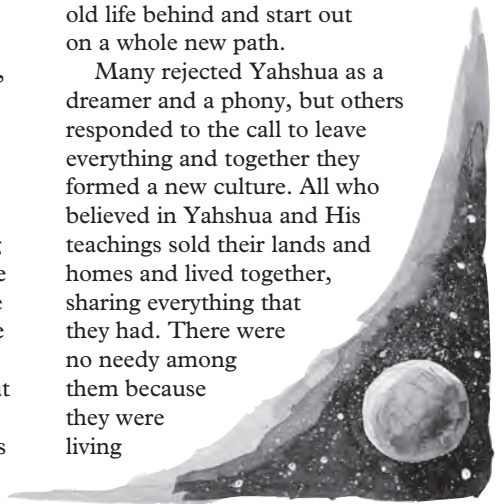 old life behind and start out
on a whole new path.
Many rejected Yahshua as a
dreamer and a phony, but others
responded to the call to leave
everything and together they
formed a new culture. All who
believed in Yahshua and His
teachings sold their lands and
homes and lived together,
sharing everything that
they had. There were
no needy among
them because
they were
living